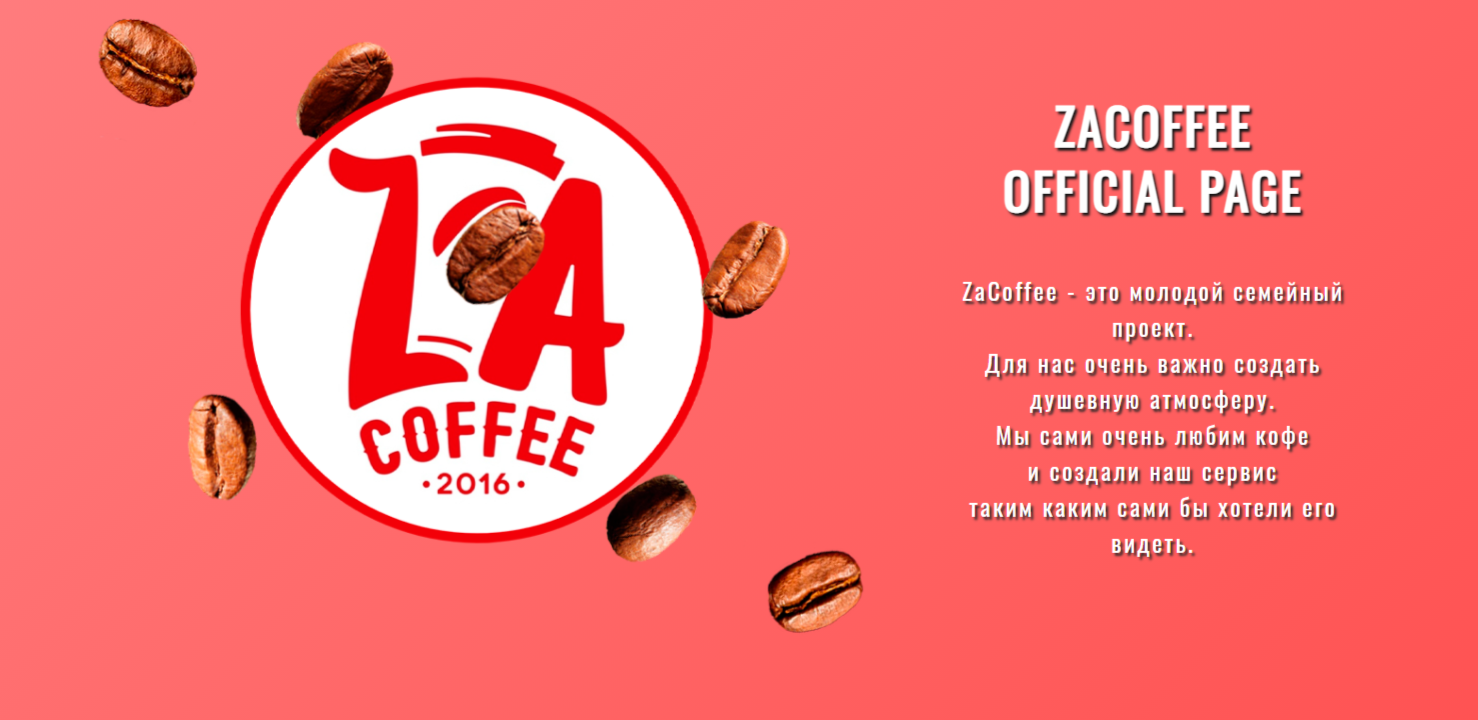 ZA
COFFEE
·2016·
ZACOFFEE
OFFICIAL PAGE
ZaCoffee - это молодой семейный
проект.
Для нас очень важно создать
душевную атмосферу.
Мы сами очень любим кофе
и создали наш сервис
таким каким сами бы хотели его
видеть.